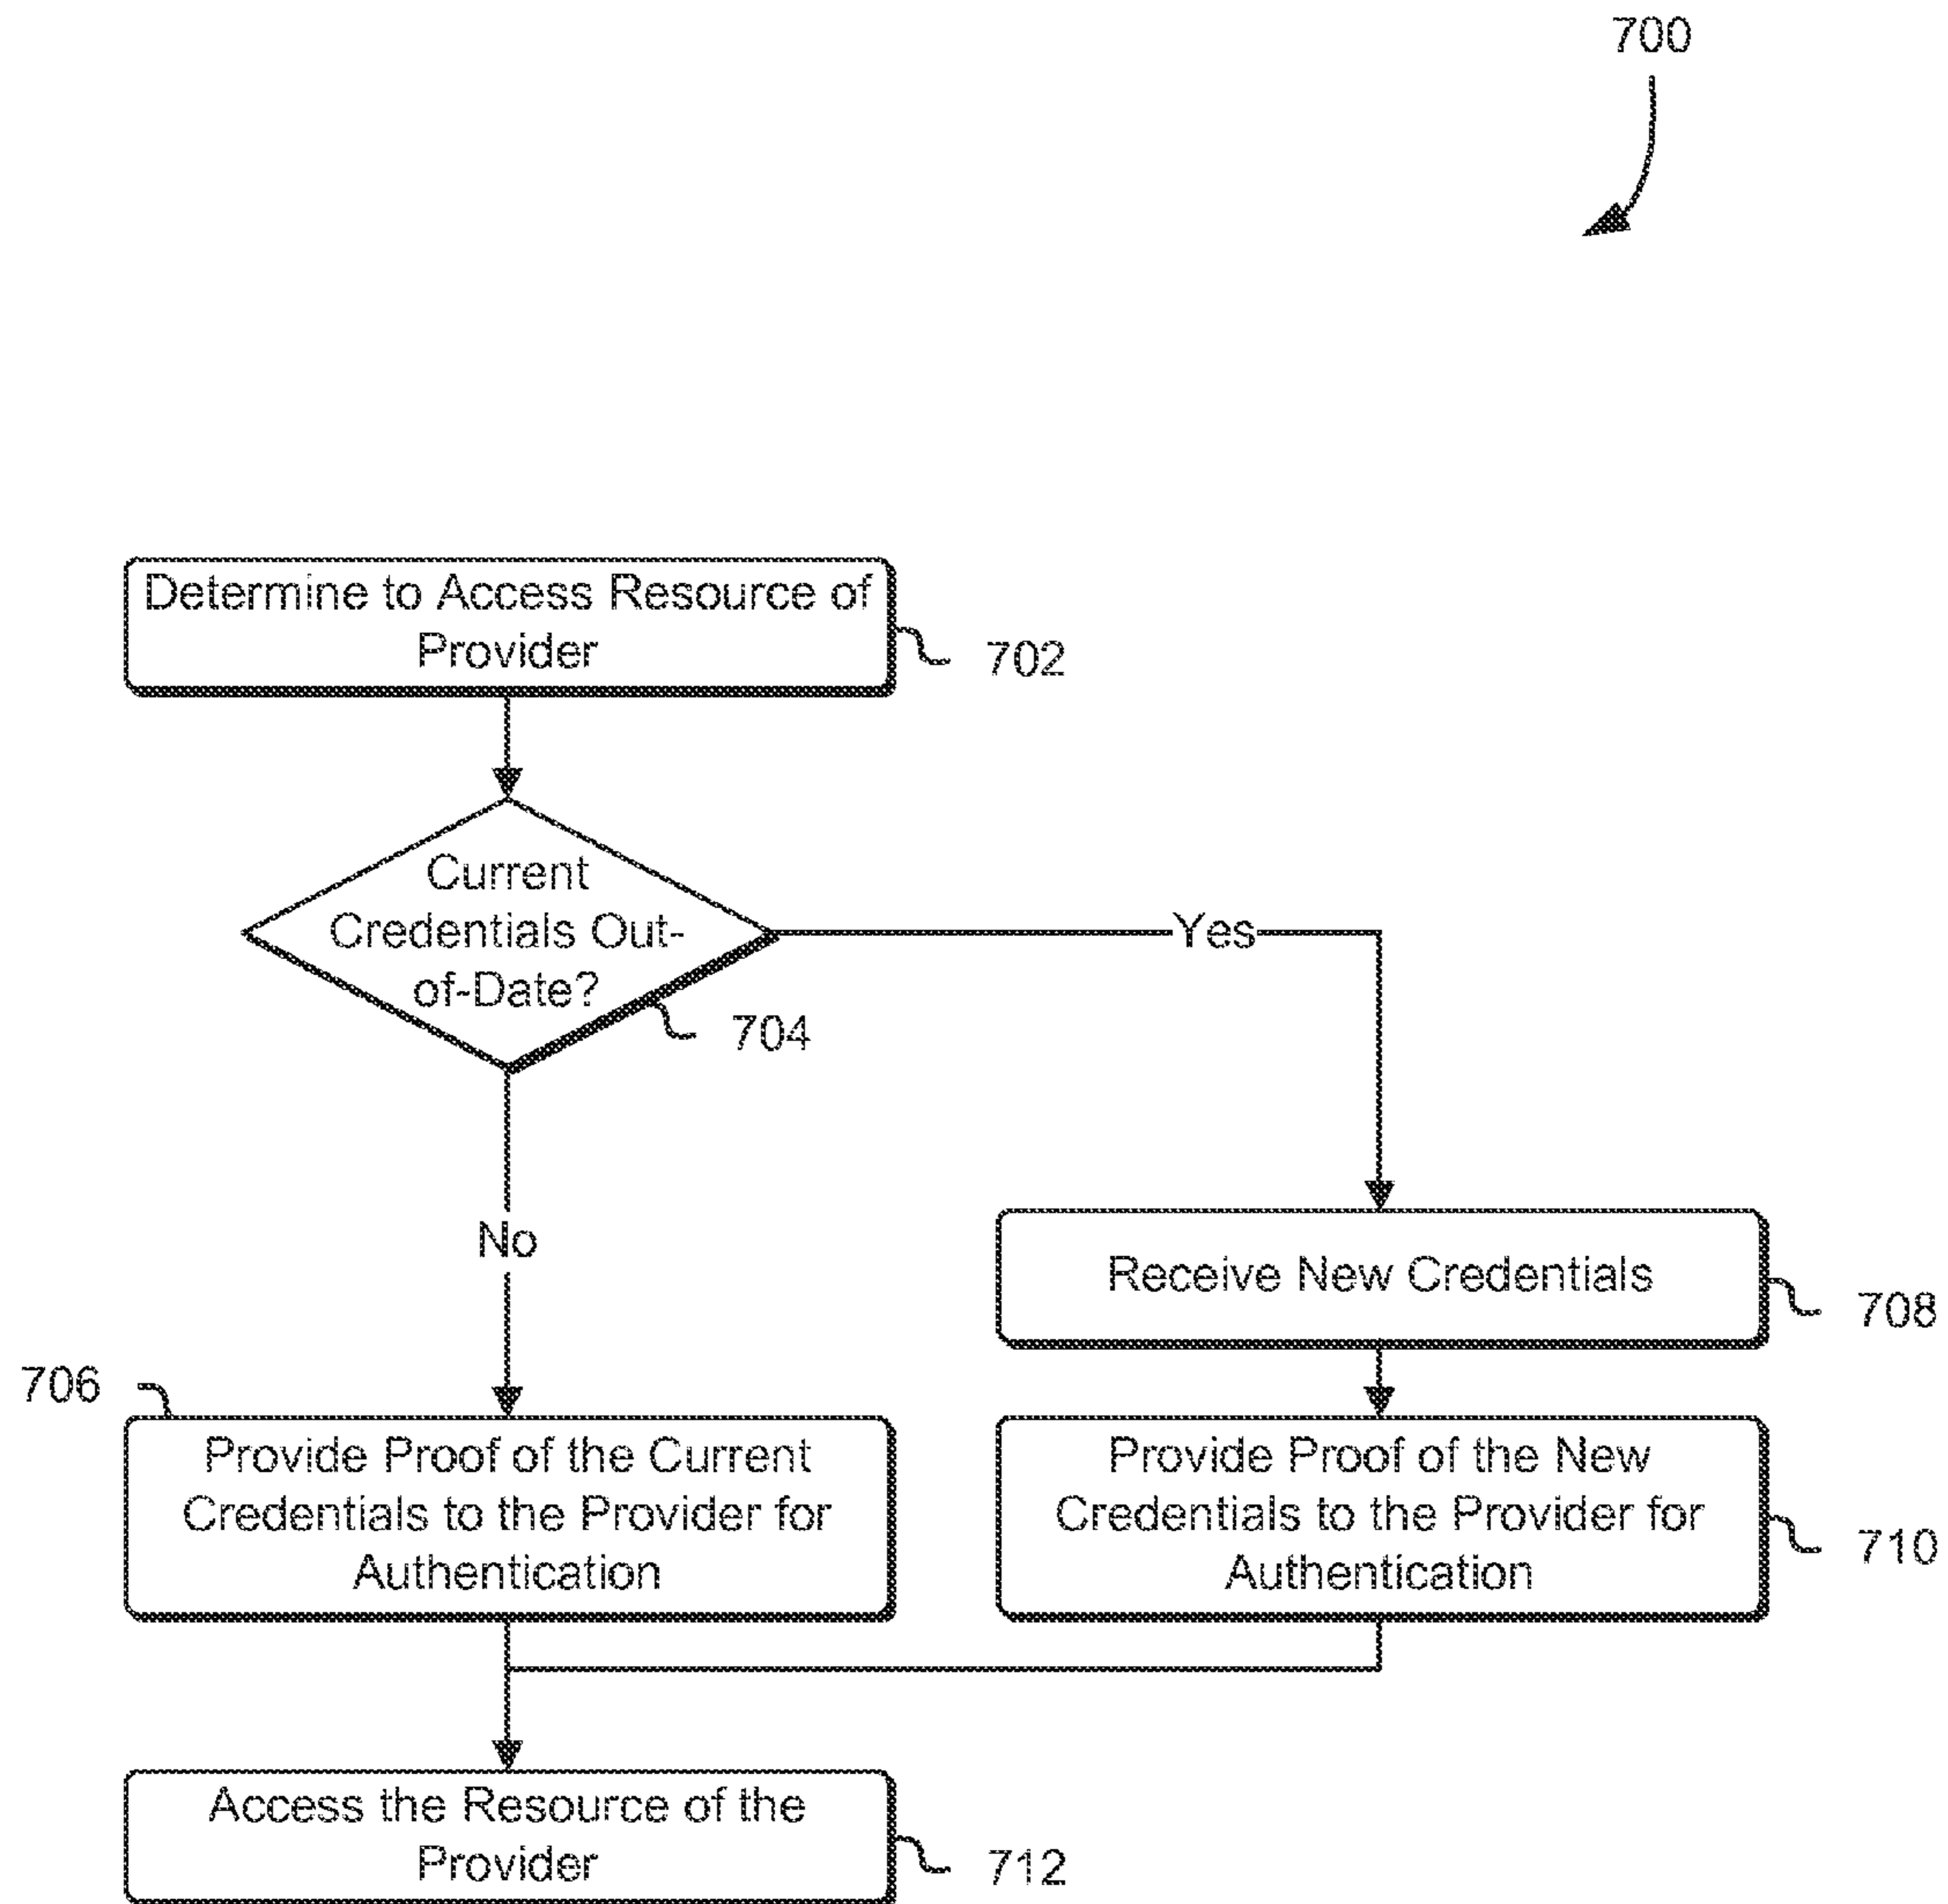 700
Determine to Access Resource of
Provider
702
Current
Credentials Out-
of-Date?
704
Yes
No
Receive New Credentials
708
706
Provide Proof of the Current
Credentials to the Provider for
Authentication
Provide Proof of the New
Credentials to the Provider for
Authentication
710
Access the Resource of the
Provider
712